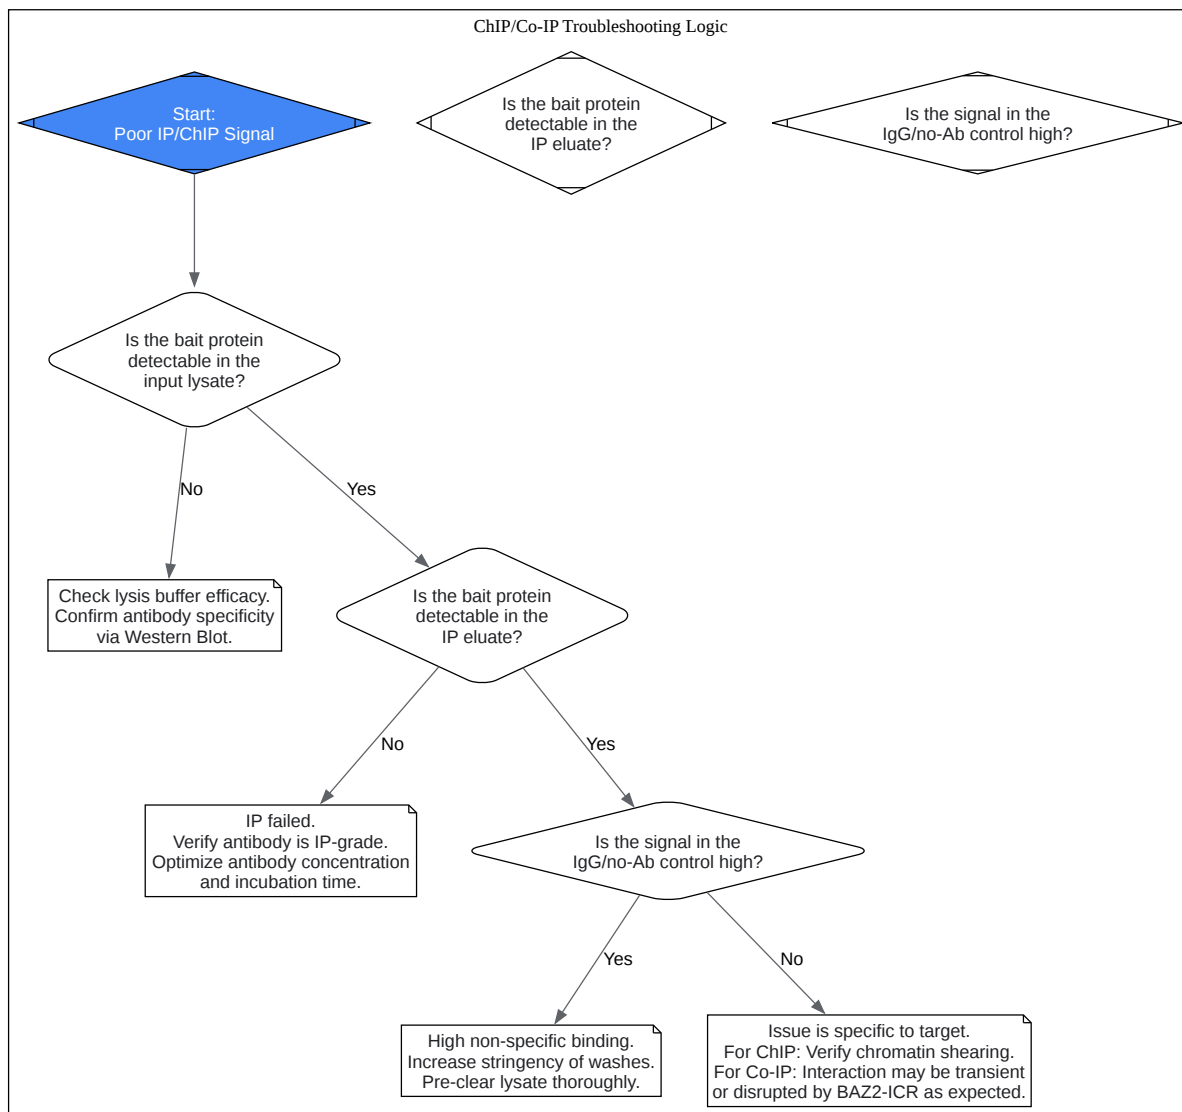 ChIP/Co-IP Troubleshooting Logic
Start:
Poor IP/ChIP Signal
Is the bait protein
detectable in the
IP eluate?
Is the signal in the
IgG/no-Ab control high?
Is the bait protein
detectable in the
input lysate?
No
Yes
Check lysis buffer efficacy.
Confirm antibody specificity
via Western Blot.
Is the bait protein
detectable in the
IP eluate?
No
Yes
IP failed.
Verify antibody is IP-grade.
Optimize antibody concentration
and incubation time.
Is the signal in the
IgG/no-Ab control high?
Yes
No
High non-specific binding.
Increase stringency of washes.
Pre-clear lysate thoroughly.
Issue is specific to target.
For ChIP: Verify chromatin shearing.
For Co-IP: Interaction may be transient
or disrupted by BAZ2-ICR as expected.